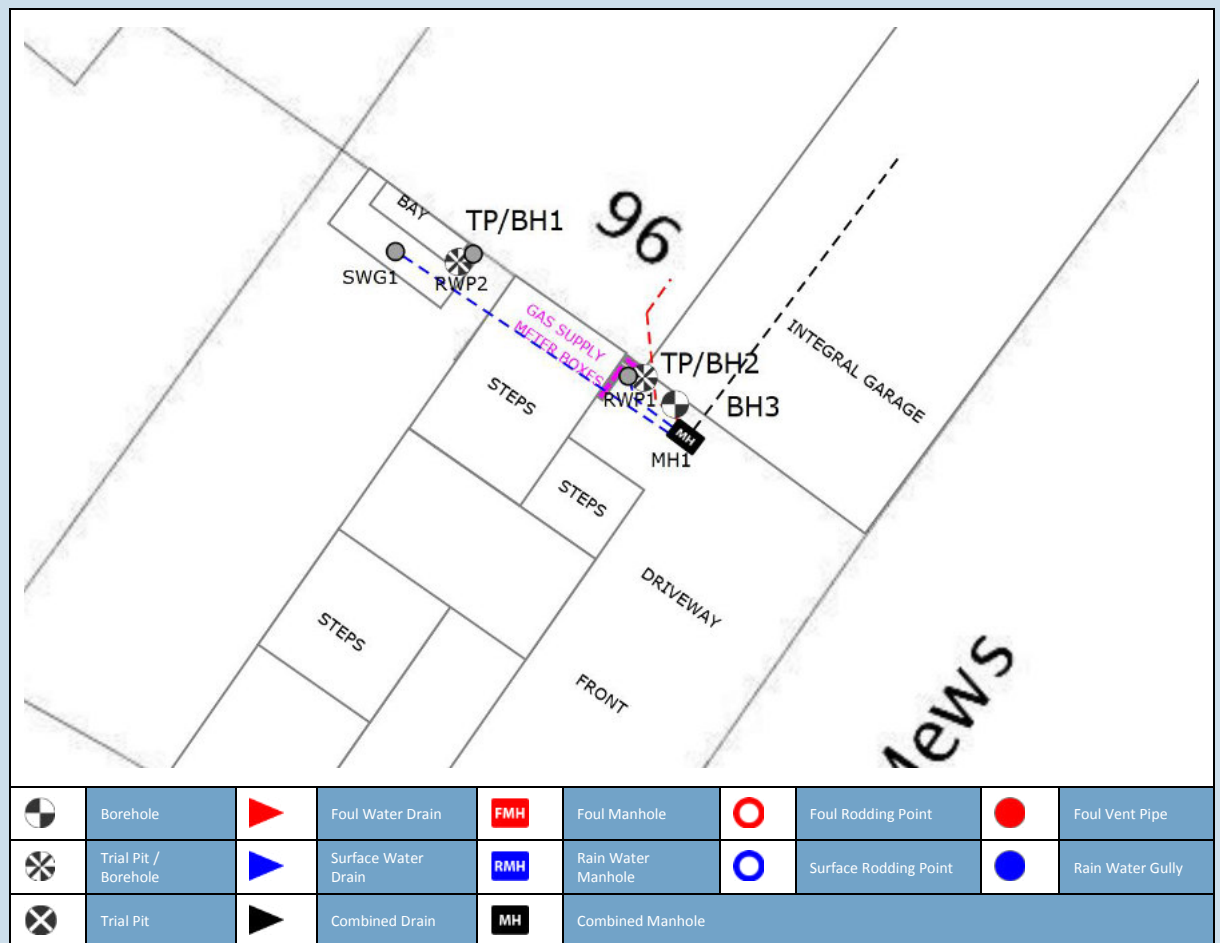 BAY
TP/BH1
96
SWG1
RWP2
GAS SUPPLY
METER BOXES
TP/BH2
INTEGRAL GARAGE
STEPS
RWP1
BH3
MH
MH1
STEPS
DRIVEWAY
STEPS
FRONT
Mews
Borehole
Foul Water Drain
FMH
Foul Manhole
Foul Rodding Point
Foul Vent Pipe
Trial Pit /
Borehole
Surface Water
Drain
RMH
Rain Water
Manhole
Surface Rodding Point
Rain Water Gully
Trial Pit
Combined Drain
MH
Combined Manhole